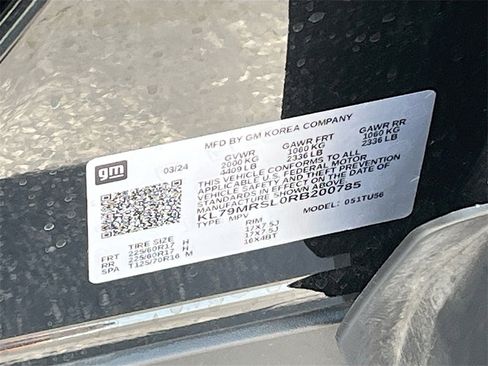 MFD BY GM KOREA COMPANY
gm
03/24
GVWR GAWR FRT GAWR RR
2000 KG 1060 KG 1060 KG
4409 LB 2336 LB 2336 LB
THIS VEHICLE CONFORMS TO ALL
APPLICABLE U.S. FEDERAL MOTOR
VEHICLE SAFETY AND THEFT PREVENTION
STANDARDS IN EFFECT ON THE DATE OF
MANUFACTURE SHOWN ABOVE
KL79MRSL0RB200785
TYPE: MPV MODEL: 051TU56
TIRE SIZE RIM
FRT 225/60R17 H 17X7.5J
RR 225/60R17 H 17X7.5J
SPA T125/70R16 M 16X4BT